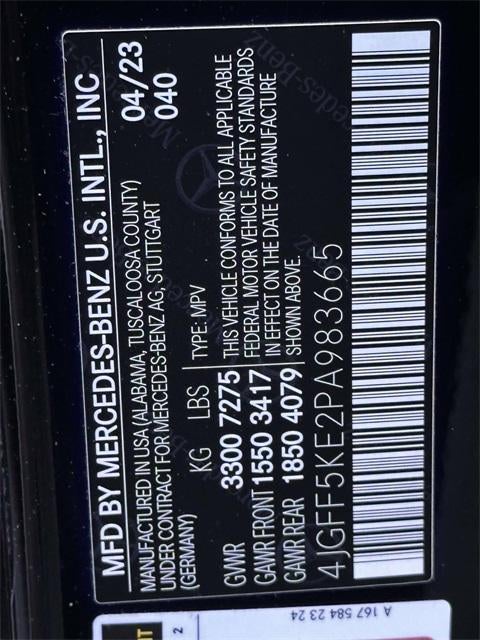 MFD BY MERCEDES-BENZ U.S. INTL., INC
MANUFACTURED IN USA (ALABAMA, TUSCALOOSA COUNTY) 04/23
UNDER CONTRACT FOR MERCEDES-BENZ AG, STUTTGART 040
(GERMANY)
KG LBS TYPE: MPV
GVWR 3300 7275 THIS VEHICLE CONFORMS TO ALL APPLICABLE
FEDERAL MOTOR VEHICLE SAFETY STANDARDS
GAWR FRONT 1550 3417 IN EFFECT ON THE DATE OF MANUFACTURE
GAWR REAR 1850 4079 SHOWN ABOVE.
4JGFF5KE2PA983665
A 167 584 23 24
2